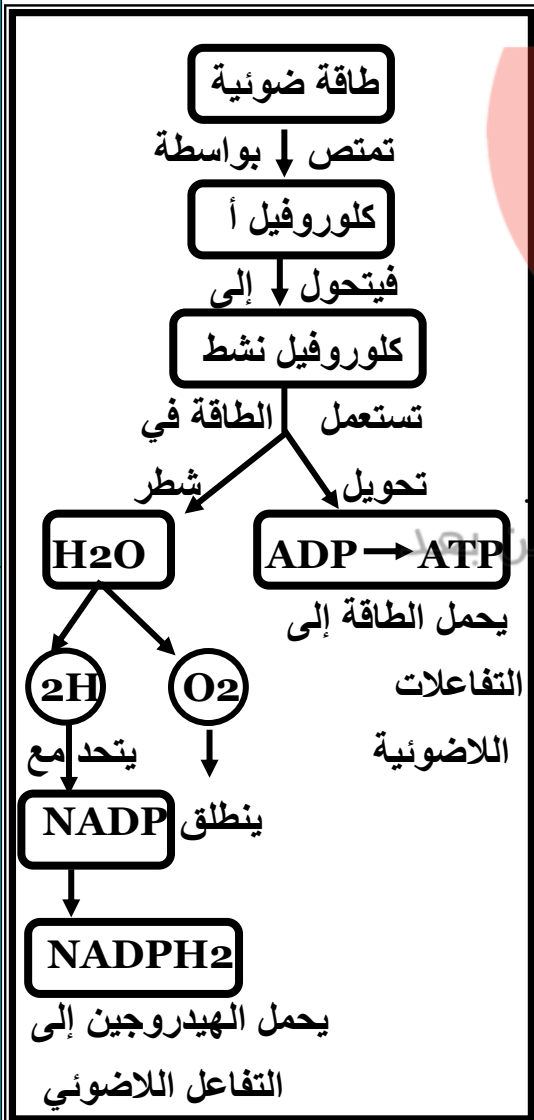 طاقة ضوئية
تمتص بواسطة
كلوروفيل أ
فيتحول إلى
كلوروفيل نشط
تستعمل الطاقة في
تحويل شطر
ADP → ATP H2O
يحمل الطاقة إلى
التفاعلات O2 2H
اللاضوئية يتحد مع
ينطلق NADP
NADPH2
يحمل الهيدروجين إلى
التفاعل اللاضوئي